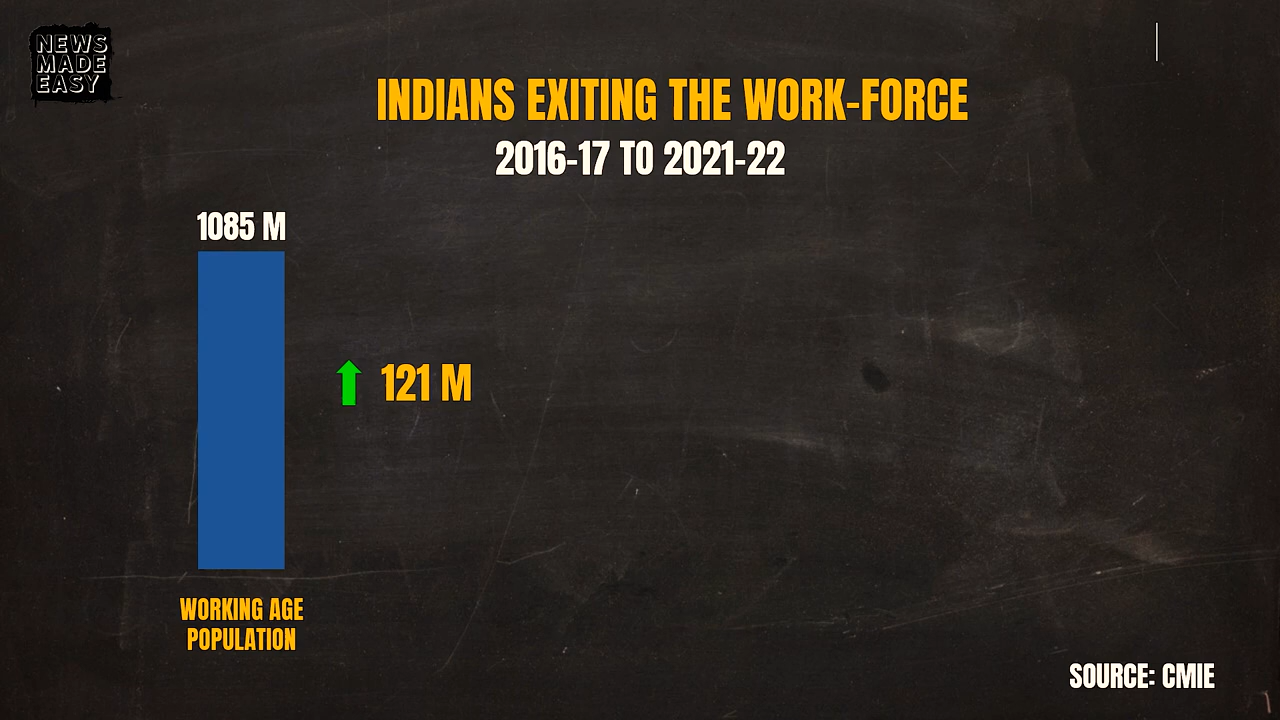 NEWS
MADE
EASY
INDIANS EXITING THE WORK-FORCE
2016-17 TO 2021-22
1085 M
121 M
WORKING AGE
POPULATION
SOURCE: CMIE